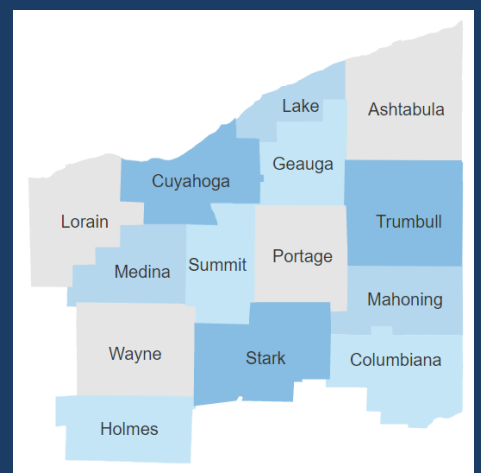 Lake
Ashtabula
Geauga
Cuyahoga
Lorain
Trumbull
Portage
Summit
Medina
Mahoning
Wayne
Stark
Columbiana
Holmes